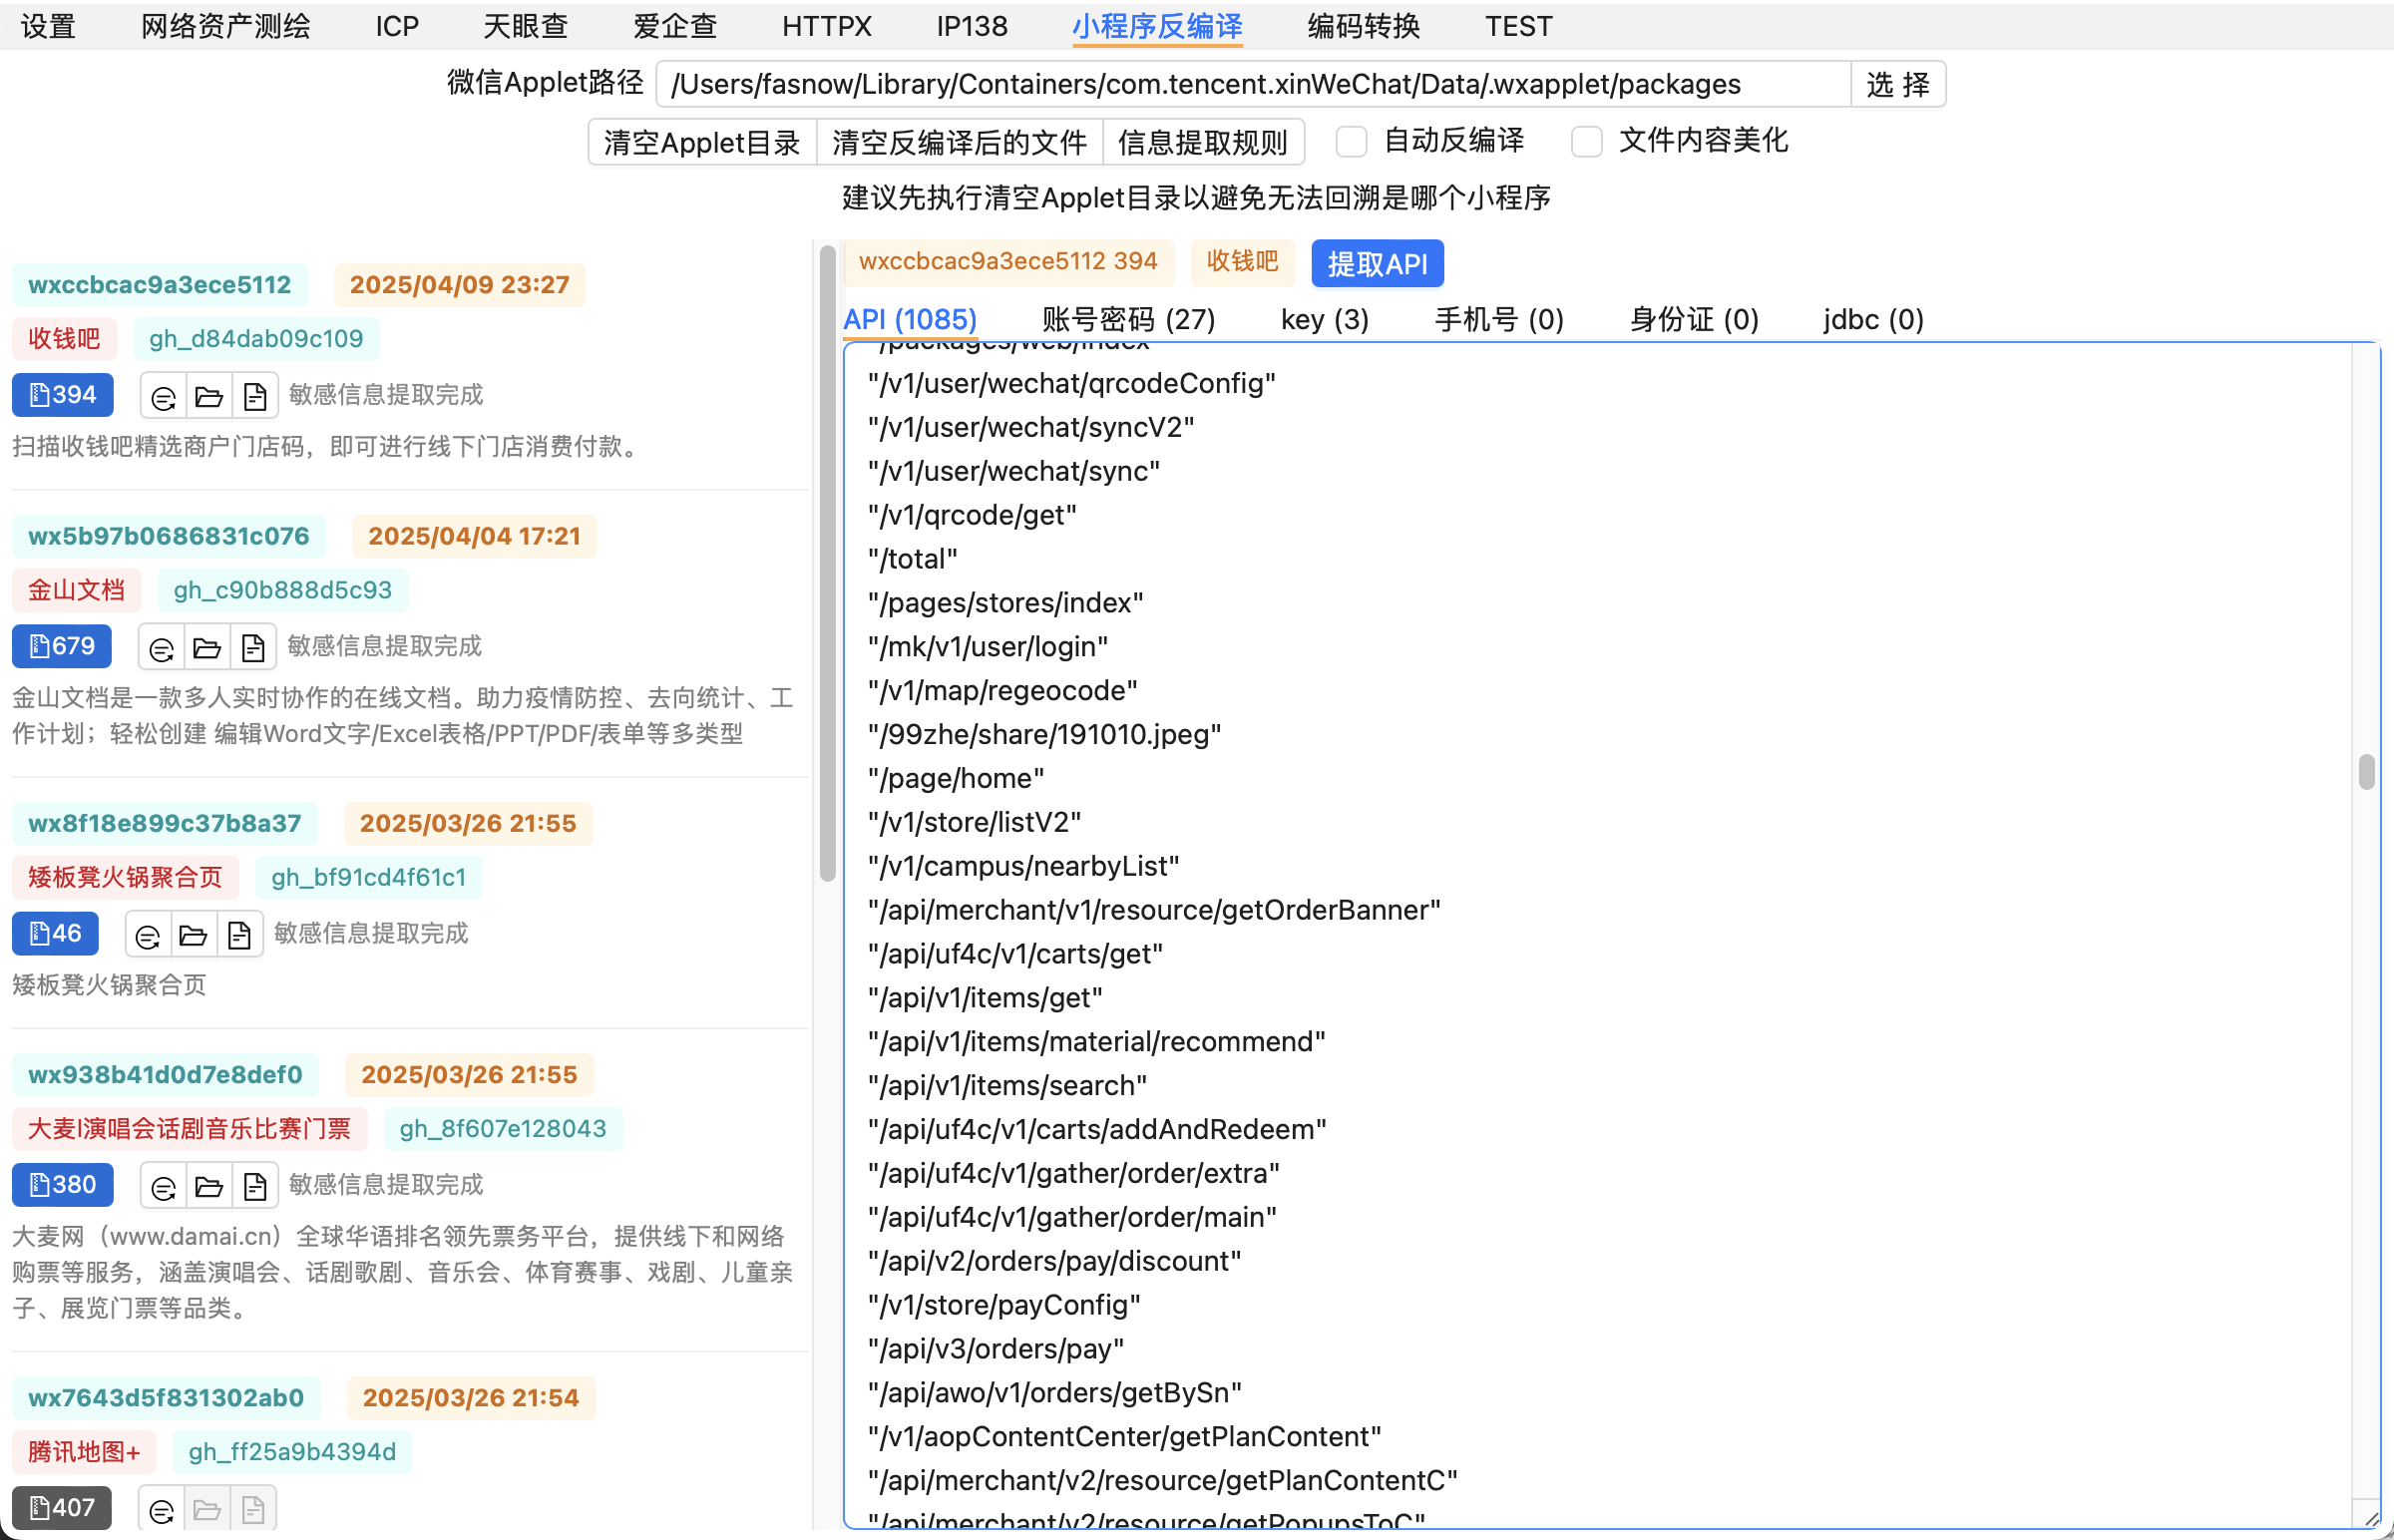 设置 网络资产测绘 ICP 天眼查 爱企查 HTTPX IP138 小程序反编译 编码转换 TEST
微信Applet路径 /Users/fasnow/Library/Containers/com.tencent.xinWeChat/Data/.wxapplet/packages 选 择
清空Applet目录 清空反编译后的文件 信息提取规则 自动反编译 文件内容美化
建议先执行清空Applet目录以避免无法回溯是哪个小程序
wxccbcac9a3ece5112 2025/04/09 23:27
收钱吧 gh_d84dab09c109
394 敏感信息提取完成
扫描收钱吧精选商户门店码，即可进行线下门店消费付款。
wx5b97b0686831c076 2025/04/04 17:21
金山文档 gh_c90b888d5c93
679 敏感信息提取完成
金山文档是一款多人实时协作的在线文档。助力疫情防控、去向统计、工
作计划；轻松创建 编辑Word文字/Excel表格/PPT/PDF/表单等多类型
wx8f18e899c37b8a37 2025/03/26 21:55
矮板凳火锅聚合页 gh_bf91cd4f61c1
46 敏感信息提取完成
矮板凳火锅聚合页
wx938b41d0d7e8def0 2025/03/26 21:55
大麦l演唱会话剧音乐比赛门票 gh_8f607e128043
380 敏感信息提取完成
大麦网（www.damai.cn）全球华语排名领先票务平台，提供线下和网络
购票等服务，涵盖演唱会、话剧歌剧、音乐会、体育赛事、戏剧、儿童亲
子、展览门票等品类。
wx7643d5f831302ab0 2025/03/26 21:54
腾讯地图+ gh_ff25a9b4394d
407
wxccbcac9a3ece5112 394 收钱吧 提取API
API (1085) 账号密码 (27) key (3) 手机号 (0) 身份证 (0) jdbc (0)
"/packages/web/index"
"/v1/user/wechat/qrcodeConfig"
"/v1/user/wechat/syncV2"
"/v1/user/wechat/sync"
"/v1/qrcode/get"
"/total"
"/pages/stores/index"
"/mk/v1/user/login"
"/v1/map/regeocode"
"/99zhe/share/191010.jpeg"
"/page/home"
"/v1/store/listV2"
"/v1/campus/nearbyList"
"/api/merchant/v1/resource/getOrderBanner"
"/api/uf4c/v1/carts/get"
"/api/v1/items/get"
"/api/v1/items/material/recommend"
"/api/v1/items/search"
"/api/uf4c/v1/carts/addAndRedeem"
"/api/uf4c/v1/gather/order/extra"
"/api/uf4c/v1/gather/order/main"
"/api/v2/orders/pay/discount"
"/v1/store/payConfig"
"/api/v3/orders/pay"
"/api/awo/v1/orders/getBySn"
"/v1/aopContentCenter/getPlanContent"
"/api/merchant/v2/resource/getPlanContentC"
"/api/merchant/v2/resource/getPopupsToC"